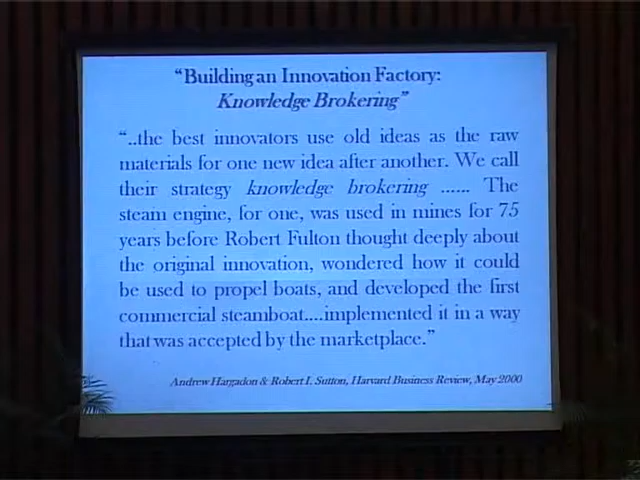 "Building an Innovation Factory:
Knowledge Brokering"
"..the best innovators use old ideas as the raw
materials for one new idea after another. We call
their strategy knowledge brokering ...... The
steam engine, for one, was used in mines for 75
years before Robert Fulton thought deeply about
the original innovation, wondered how it could
be used to propel boats, and developed the first
commercial steamboat....implemented it in a way
that was accepted by the marketplace."
Andrew Hargadon & Robert I. Sutton, Harvard Business Review, May 2000